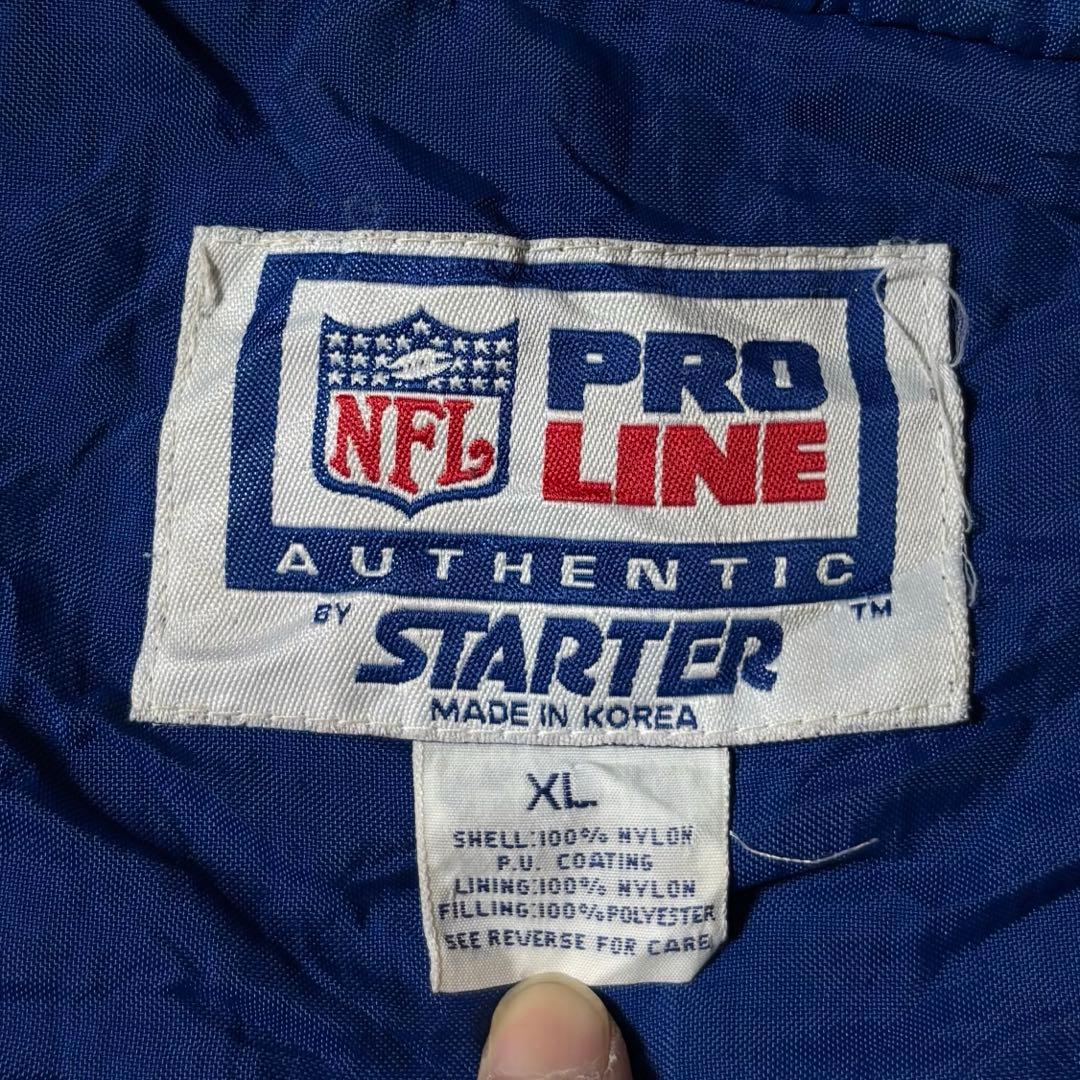 NFL
PRO
LINE
AUTHENTIC
BY STARTER ™
MADE IN KOREA
XL
SHELL:100% NYLON
P.U. COATING
LINING:100% NYLON
FILLING:100%POLYESTER
SEE REVERSE FOR CARE